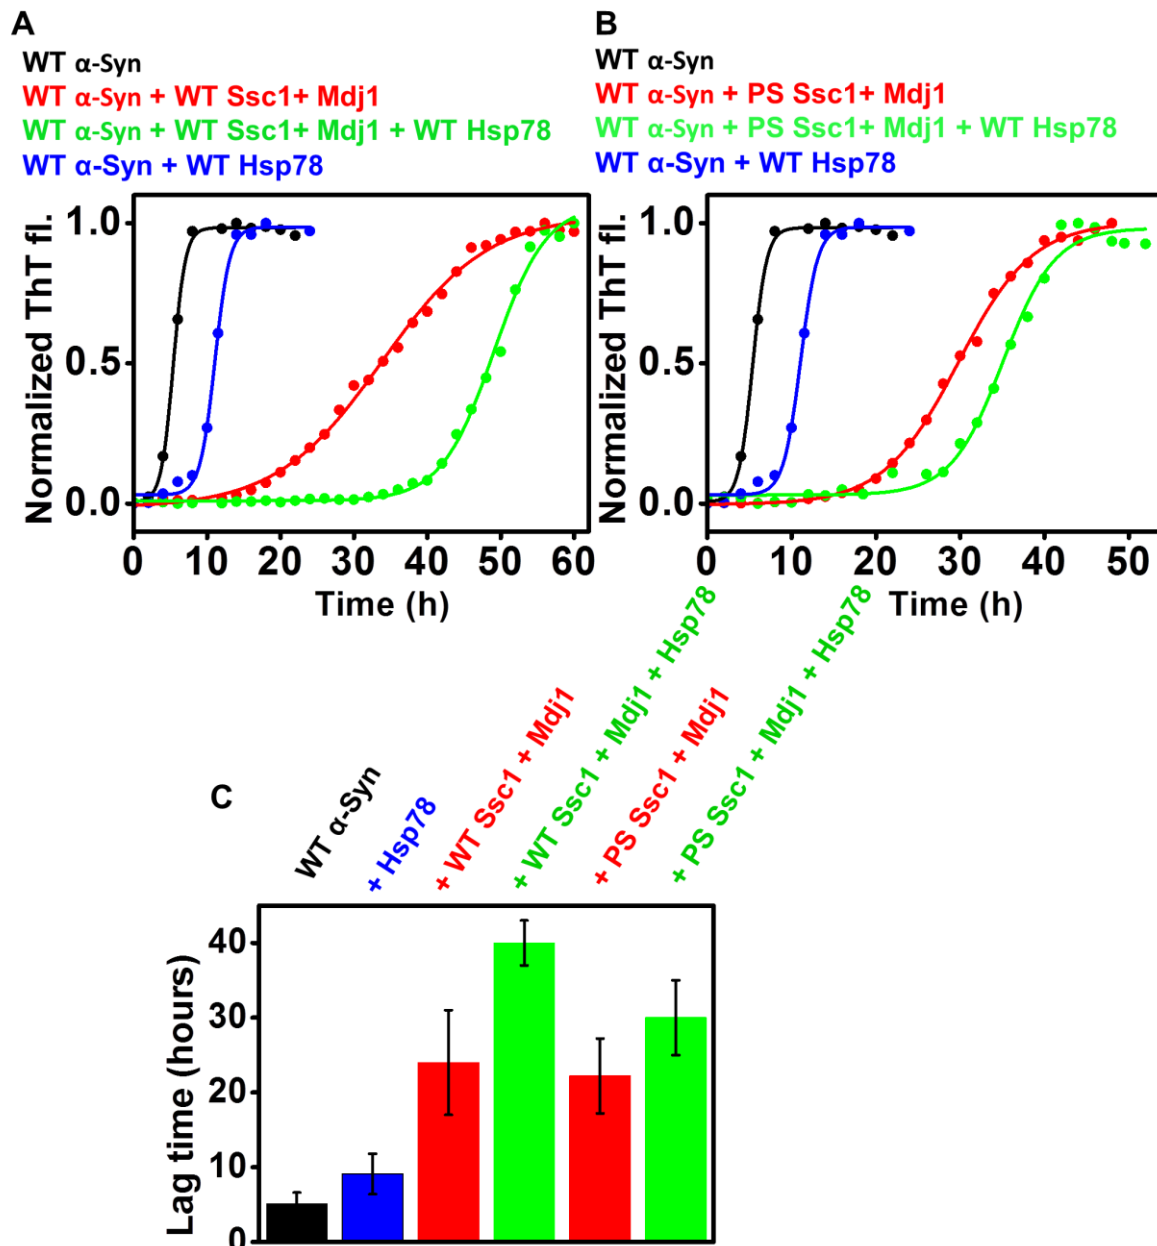 A
WT α-Syn
WT α-Syn + WT Ssc1+ Mdj1
WT α-Syn + WT Ssc1+ Mdj1 + WT Hsp78
WT α-Syn + WT Hsp78
Normalized ThT fl.
1.0
0.5
0.0
0 10 20 30 40 50 60
Time (h)
B
WT α-Syn
WT α-Syn + PS Ssc1+ Mdj1
WT α-Syn + PS Ssc1+ Mdj1 + WT Hsp78
WT α-Syn + WT Hsp78
Normalized ThT fl.
1.0
0.5
0.0
0 10 20 30 40 50
Time (h)
C
WT α-Syn
+ Hsp78
+ WT Ssc1 + Mdj1
+ WT Ssc1 + Mdj1 + Hsp78
+ PS Ssc1 + Mdj1
+ PS Ssc1 + Mdj1 + Hsp78
Lag time (hours)
40
30
20
10
0